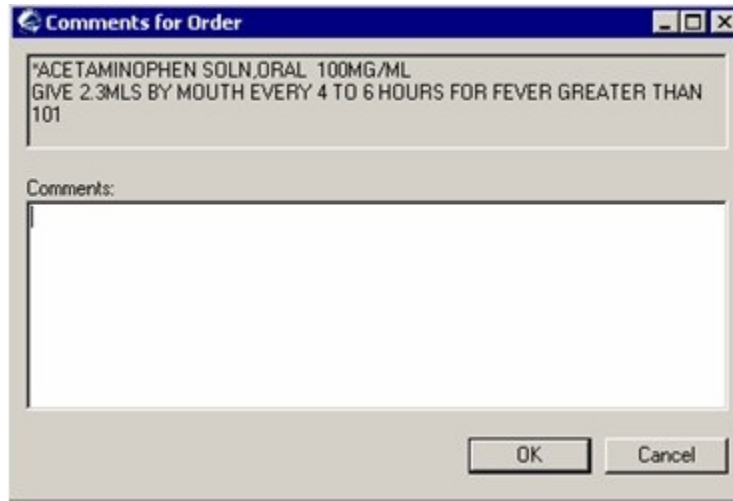 Comments for Order
*ACETAMINOPHEN SOLN,ORAL 100MG/ML
GIVE 2.3MLS BY MOUTH EVERY 4 TO 6 HOURS FOR FEVER GREATER THAN
101
Comments:
OK
Cancel